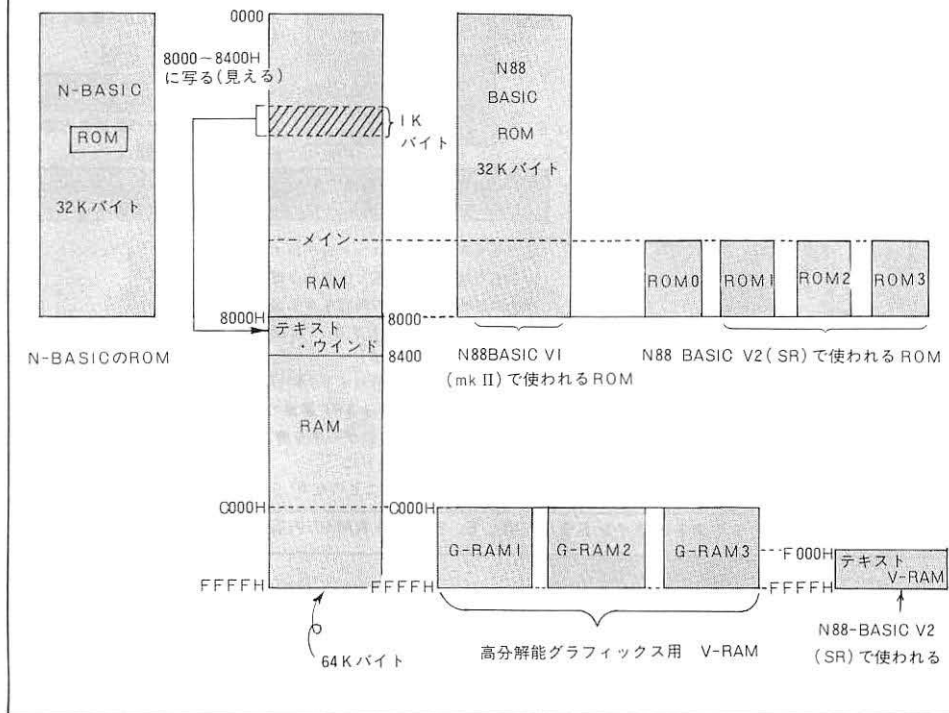 N-BASIC
ROM
32Kバイト
N-BASICのROM
0000
8000～8400H
に写る(見える)
1K
バイト
メイン
RAM
8000H
8000
テキスト
・ウインド
8400
RAM
C000H
C000H
FFFFH
FFFFH
64Kバイト
N88
BASIC
ROM
32Kバイト
N88BASIC V1
(mkⅡ)で使われるROM
ROM0
ROM1
ROM2
ROM3
N88 BASIC V2(SR)で使われるROM
G-RAM1
G-RAM2
G-RAM3
高分解能グラフィックス用 V-RAM
F000H
FFFFH
テキスト
V-RAM
N88-BASIC V2
(SR)で使われる